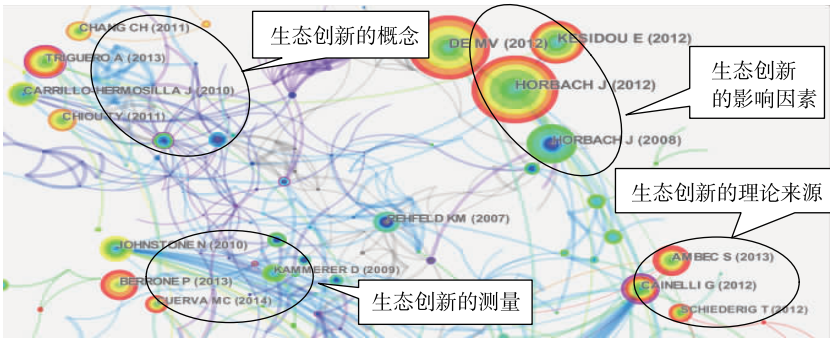 CHANG CH (2011)
生态创新的概念
DE MV (2012)
KESIDOU E (2012)
TRIGUERO A (2013)
CARRILLO-HERMOSILLA J (2010)
HORBACH J (2012)
生态创新
的影响因素
CHIOU TY (2011)
HORBACH J (2008)
生态创新的理论来源
REHFELD KM (2007)
JOHNSTONE N (2010)
AMBEC S (2013)
KAMMERER D (2009)
BERRONE P (2013)
CAINELLI G (2012)
CUERVA MC (2014)
生态创新的测量
SCHIEDERIG T (2012)